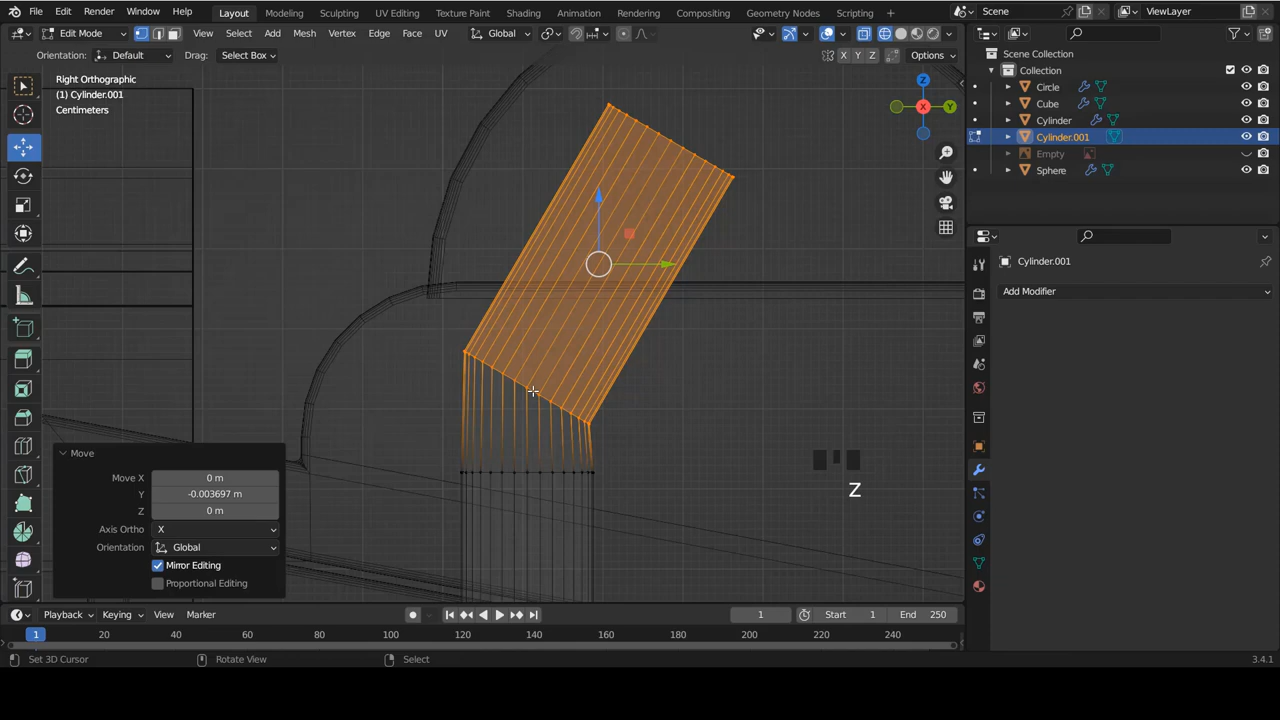 File Edit Render Window Help Layout Modeling Sculpting UV Editing Texture Paint Shading Animation Rendering Compositing Geometry Nodes Scripting Scene ViewLayer
Edit Mode View Select Add Mesh Vertex Edge Face UV Global
Orientation: Default Drag: Select Box X Y Z Options
Right Orthographic
(1) Cylinder.001
Centimeters
Z
Y
X
Scene Collection
Collection
Circle
Cube
Cylinder
Cylinder.001
Empty
Sphere
Cylinder.001
Add Modifier
Move
Move X 0 m
Y -0.003697 m
Z 0 m
Axis Ortho X
Orientation Global
Mirror Editing
Proportional Editing
Z
Playback Keying View Marker 1 Start 1 End 250
1 20 40 60 80 100 120 140 160 180 200 220 240
Set 3D Cursor Rotate View Select 3.4.1